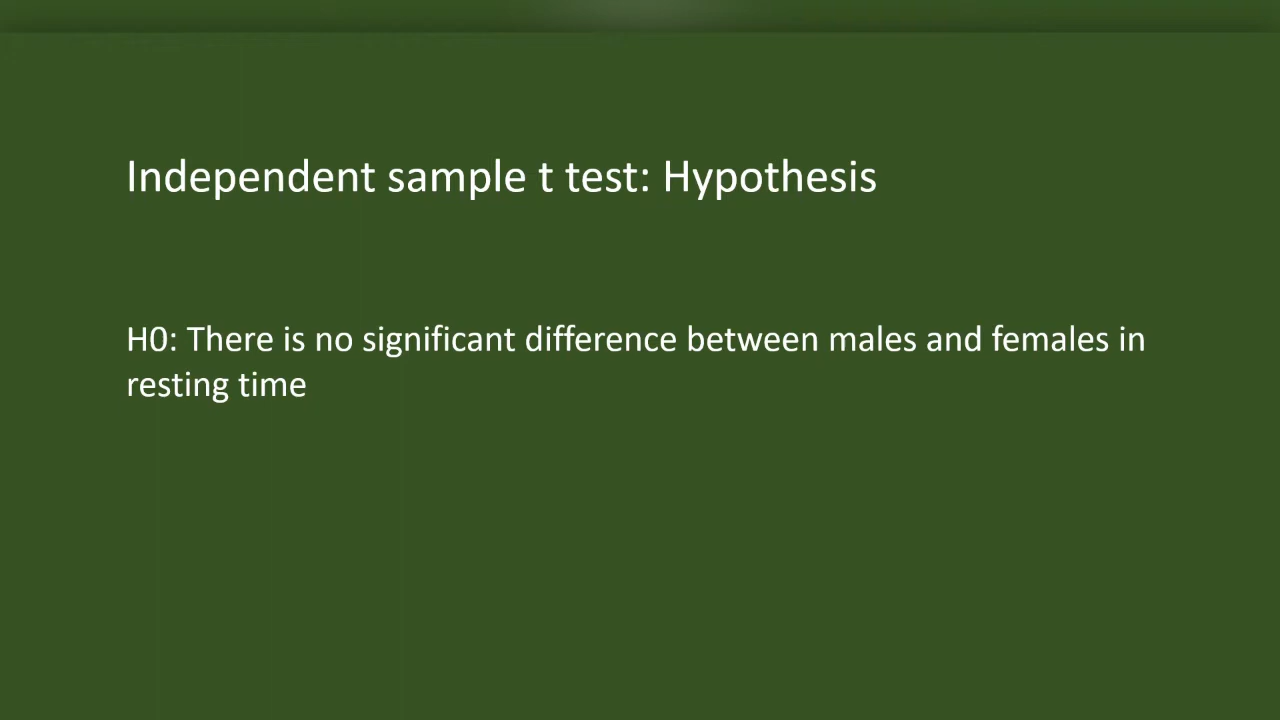 Independent sample t test: Hypothesis
H0: There is no significant difference between males and females in
resting time